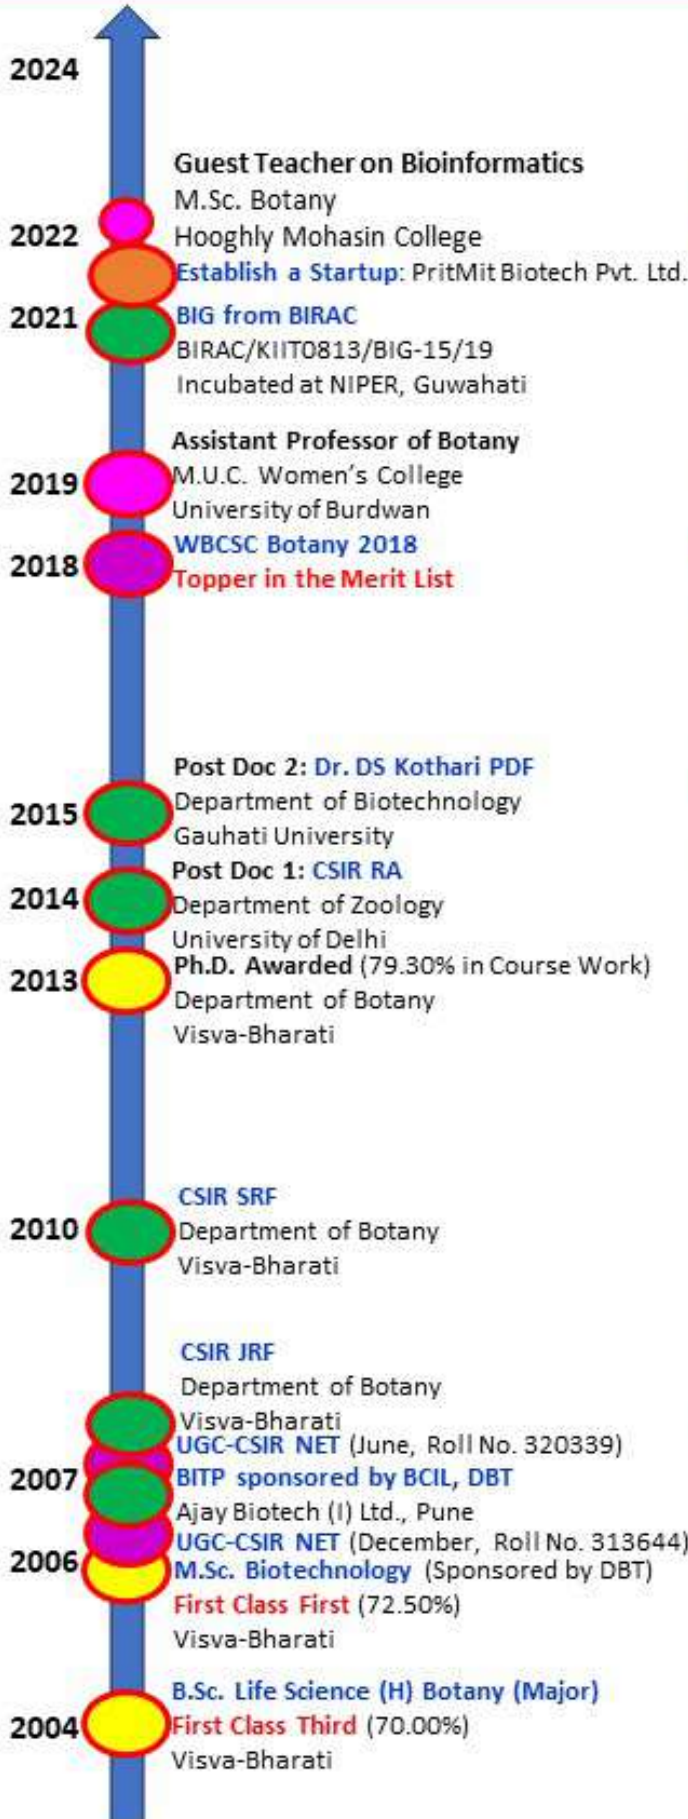 2024
Guest Teacher on Bioinformatics
M.Sc. Botany
2022
Hooghly Mohasin College
Establish a Startup: PritMit Biotech Pvt. Ltd.
2021
BIG from BIRAC
BIRAC/KIIT0813/BIG-15/19
Incubated at NIPER, Guwahati
Assistant Professor of Botany
2019
M.U.C. Women's College
University of Burdwan
2018
WBCSC Botany 2018
Topper in the Merit List
Post Doc 2: Dr. DS Kothari PDF
2015
Department of Biotechnology
Gauhati University
Post Doc 1: CSIR RA
2014
Department of Zoology
University of Delhi
2013
Ph.D. Awarded (79.30% in Course Work)
Department of Botany
Visva-Bharati
CSIR SRF
2010
Department of Botany
Visva-Bharati
CSIR JRF
Department of Botany
Visva-Bharati
UGC-CSIR NET (June, Roll No. 320339)
2007
BITP sponsored by BCIL, DBT
Ajay Biotech (I) Ltd., Pune
UGC-CSIR NET (December, Roll No. 313644)
2006
M.Sc. Biotechnology (Sponsored by DBT)
First Class First (72.50%)
Visva-Bharati
B.Sc. Life Science (H) Botany (Major)
2004
First Class Third (70.00%)
Visva-Bharati